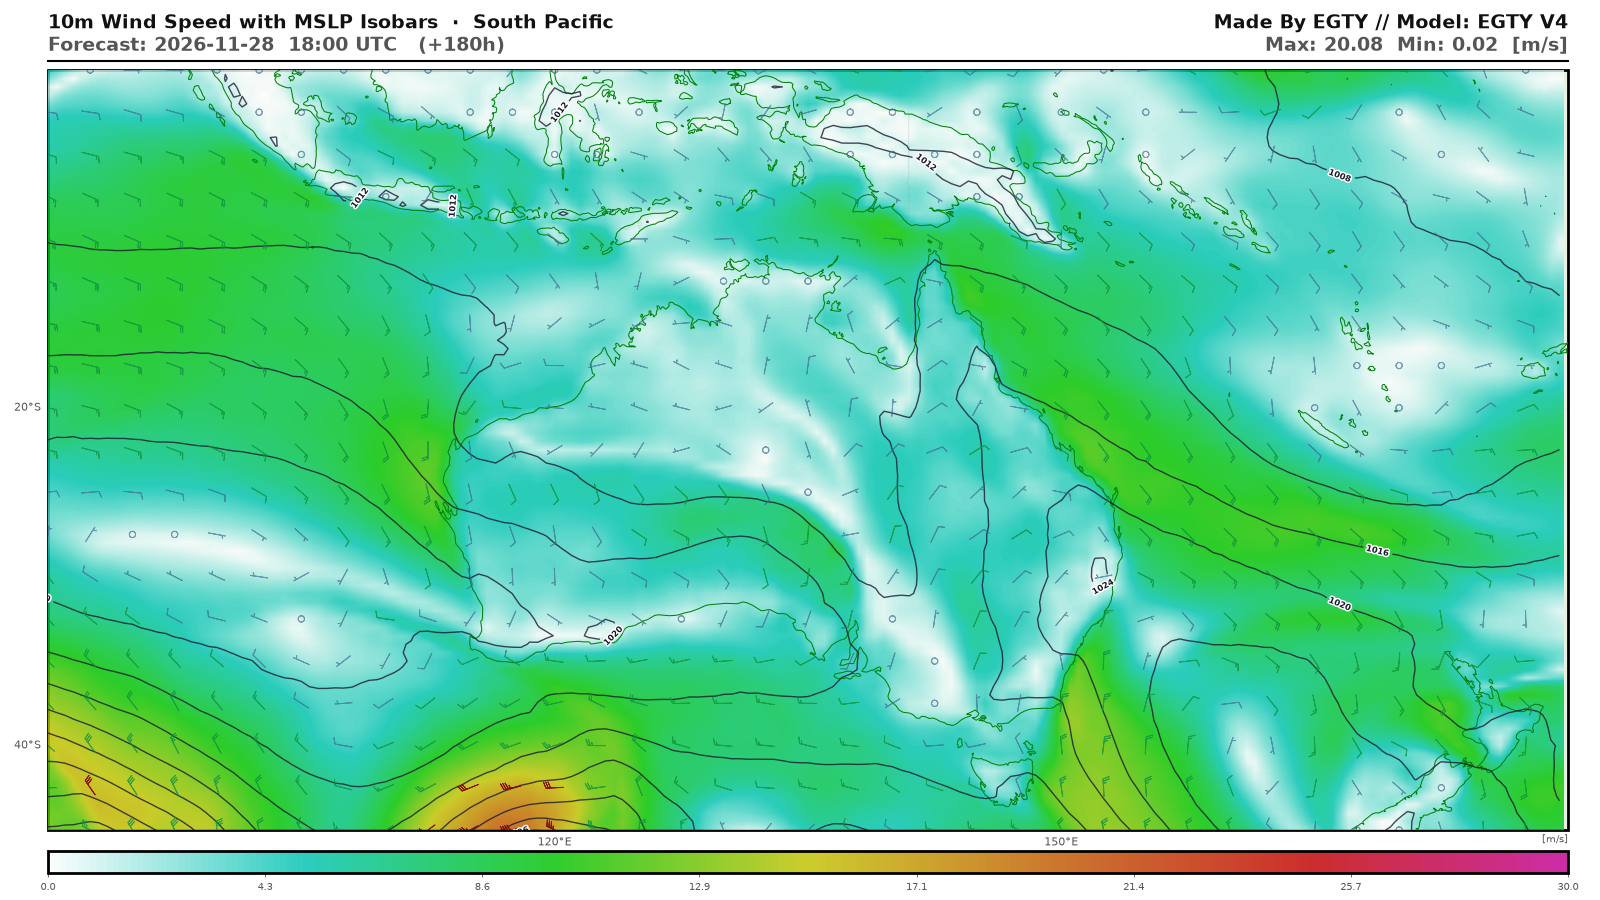 10m Wind Speed with MSLP Isobars · South Pacific
Made By EGTY // Model: EGTY V4
Forecast: 2026-11-28 18:00 UTC (+180h)
Max: 20.08 Min: 0.02 [m/s]
1012
1012
1008
1012
1012
20°S
1016
1024
1020
1020
40°S
120°E
150°E
[m/s]
0.0
4.3
8.6
12.9
17.1
21.4
25.7
30.0